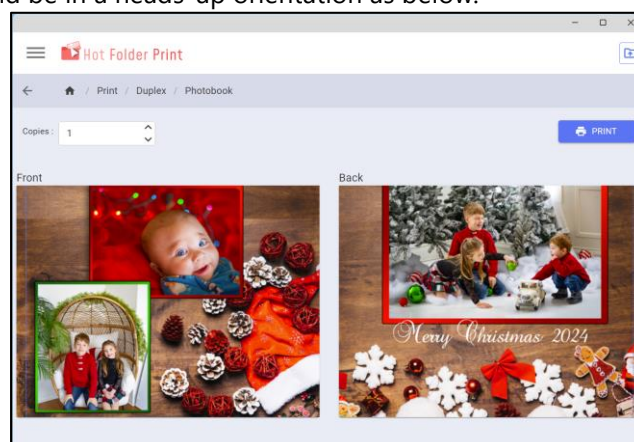 be in a heads-up orientation as below.
Hot Folder Print
/ Print / Duplex / Photobook
Copies : 1
PRINT
Front
Back
Merry Christmas 2024